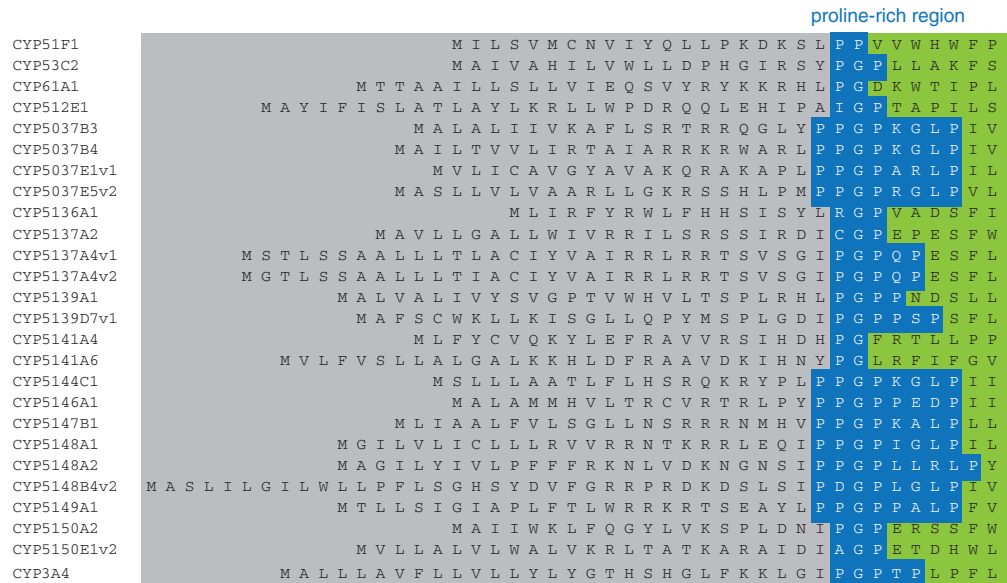 proline-rich region
CYP51F1 M I L S V M C N V I Y Q L L P K D K S L P P V V W H W F P
CYP53C2 M A I V A H I L V W L L D P H G I R S Y P G P L L A K F S
CYP61A1 M T T A A I L L S L L V I E Q S V Y R Y K K R H L P G D K W T I P L
CYP512E1 M A Y I F I S L A T L A Y L K R L L W P D R Q Q L E H I P A I G P T A P I L S
CYP5037B3 M A L A L I I V K A F L S R T R R Q G L Y P P G P K G L P I V
CYP5037B4 M A I L T V V L I R T A I A R R K R W A R L P P G P K G L P I V
CYP5037E1v1 M V L I C A V G Y A V A K Q R A K A P L P P G P A R L P I L
CYP5037E5v2 M A S L L V L V A A R L L G K R S S H L P M P P G P R G L P V L
CYP5136A1 M L I R F Y R W L F H H S I S Y L R G P V A D S F I
CYP5137A2 M A V L L G A L L W I V R R I L S R S S I R D I C G P E P E S F W
CYP5137A4v1 M S T L S S A A L L L T L A C I Y V A I R R L R R T S V S G I P G P Q P E S F L
CYP5137A4v2 M G T L S S A A L L L T I A C I Y V A I R R L R R T S V S G I P G P Q P E S F L
CYP5139A1 M A L V A L I V Y S V G P T V W H V L T S P L R H L P G P P N D S L L
CYP5139D7v1 M A F S C W K L L K I S G L L Q P Y M S P L G D I P G P P S P S F L
CYP5141A4 M L F Y C V Q K Y L E F R A V V R S I H D H P G F R T L L P P
CYP5141A6 M V L F V S L L A L G A L K K H L D F R A A V D K I H N Y P G L R F I F G V
CYP5144C1 M S L L L A A T L F L H S R Q K R Y P L P P G P K G L P I I
CYP5146A1 M A L A M M H V L T R C V R T R L P Y P P G P P E D P I I
CYP5147B1 M L I A A L F V L S G L L N S R R R N M H V P P G P K A L P L L
CYP5148A1 M G I L V L I C L L L R V V R R N T K R R L E Q I P P G P I G L P I L
CYP5148A2 M A G I L Y I V L P F F F R K N L V D K N G N S I P P G P L L R L P Y
CYP5148B4v2 M A S L I L G I L W L L P F L S G H S Y D V F G R R P R D K D S L S I P D G P L G L P I V
CYP5149A1 M T L L S I G I A P L F T L W R R K R T S E A Y L P P G P P A L P F V
CYP5150A2 M A I I W K L F Q G Y L V K S P L D N I P G P E R S S F W
CYP5150E1v2 M V L L A L V L W A L V K R L T A T K A R A I D I A G P E T D H W L
CYP3A4 M A L L L A V F L L V L L Y L Y G T H S H G L F K K L G I P G P T P L P F L